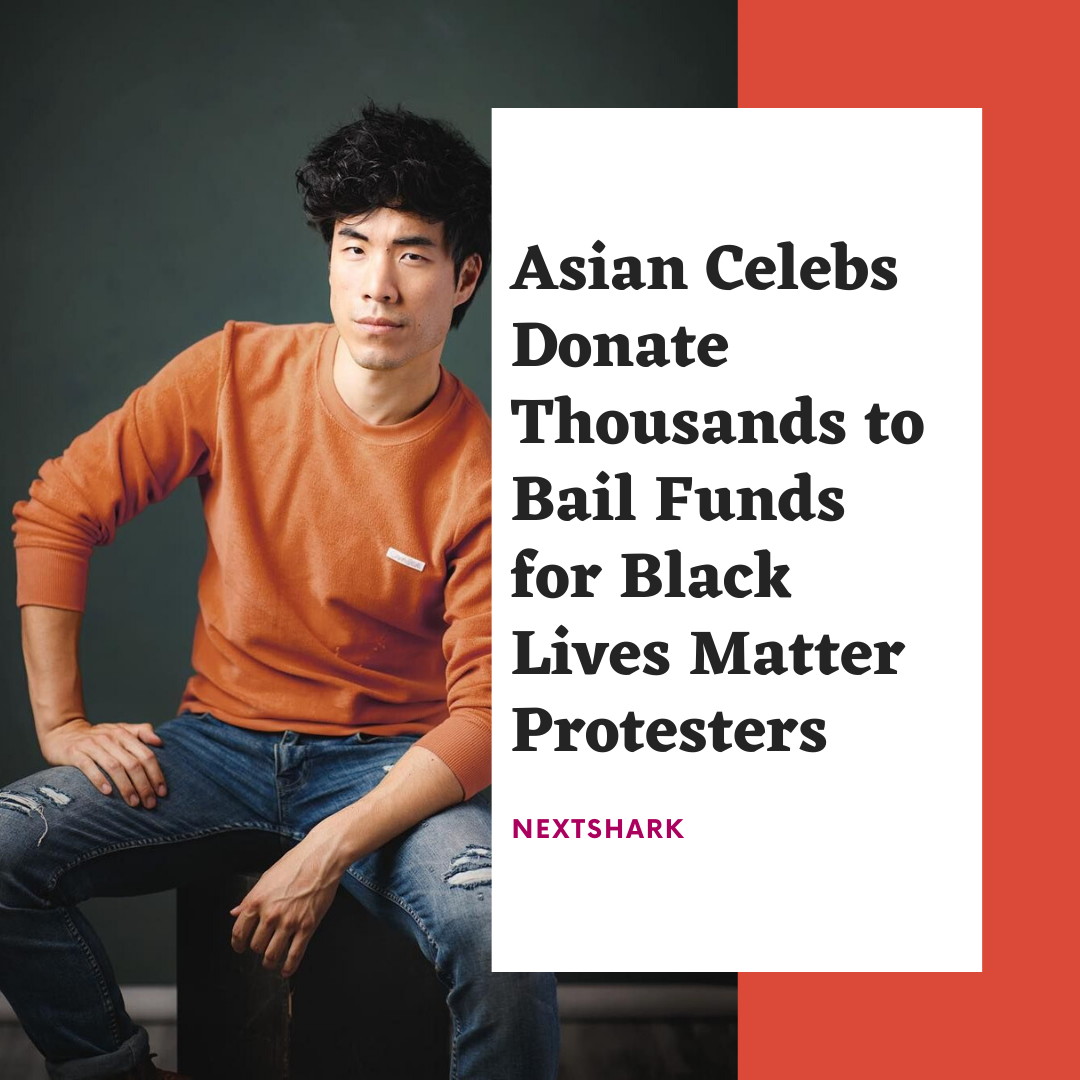 Asian Celebs
Donate
Thousands to
Bail Funds
for Black
Lives Matter
Protesters
NEXTSHARK